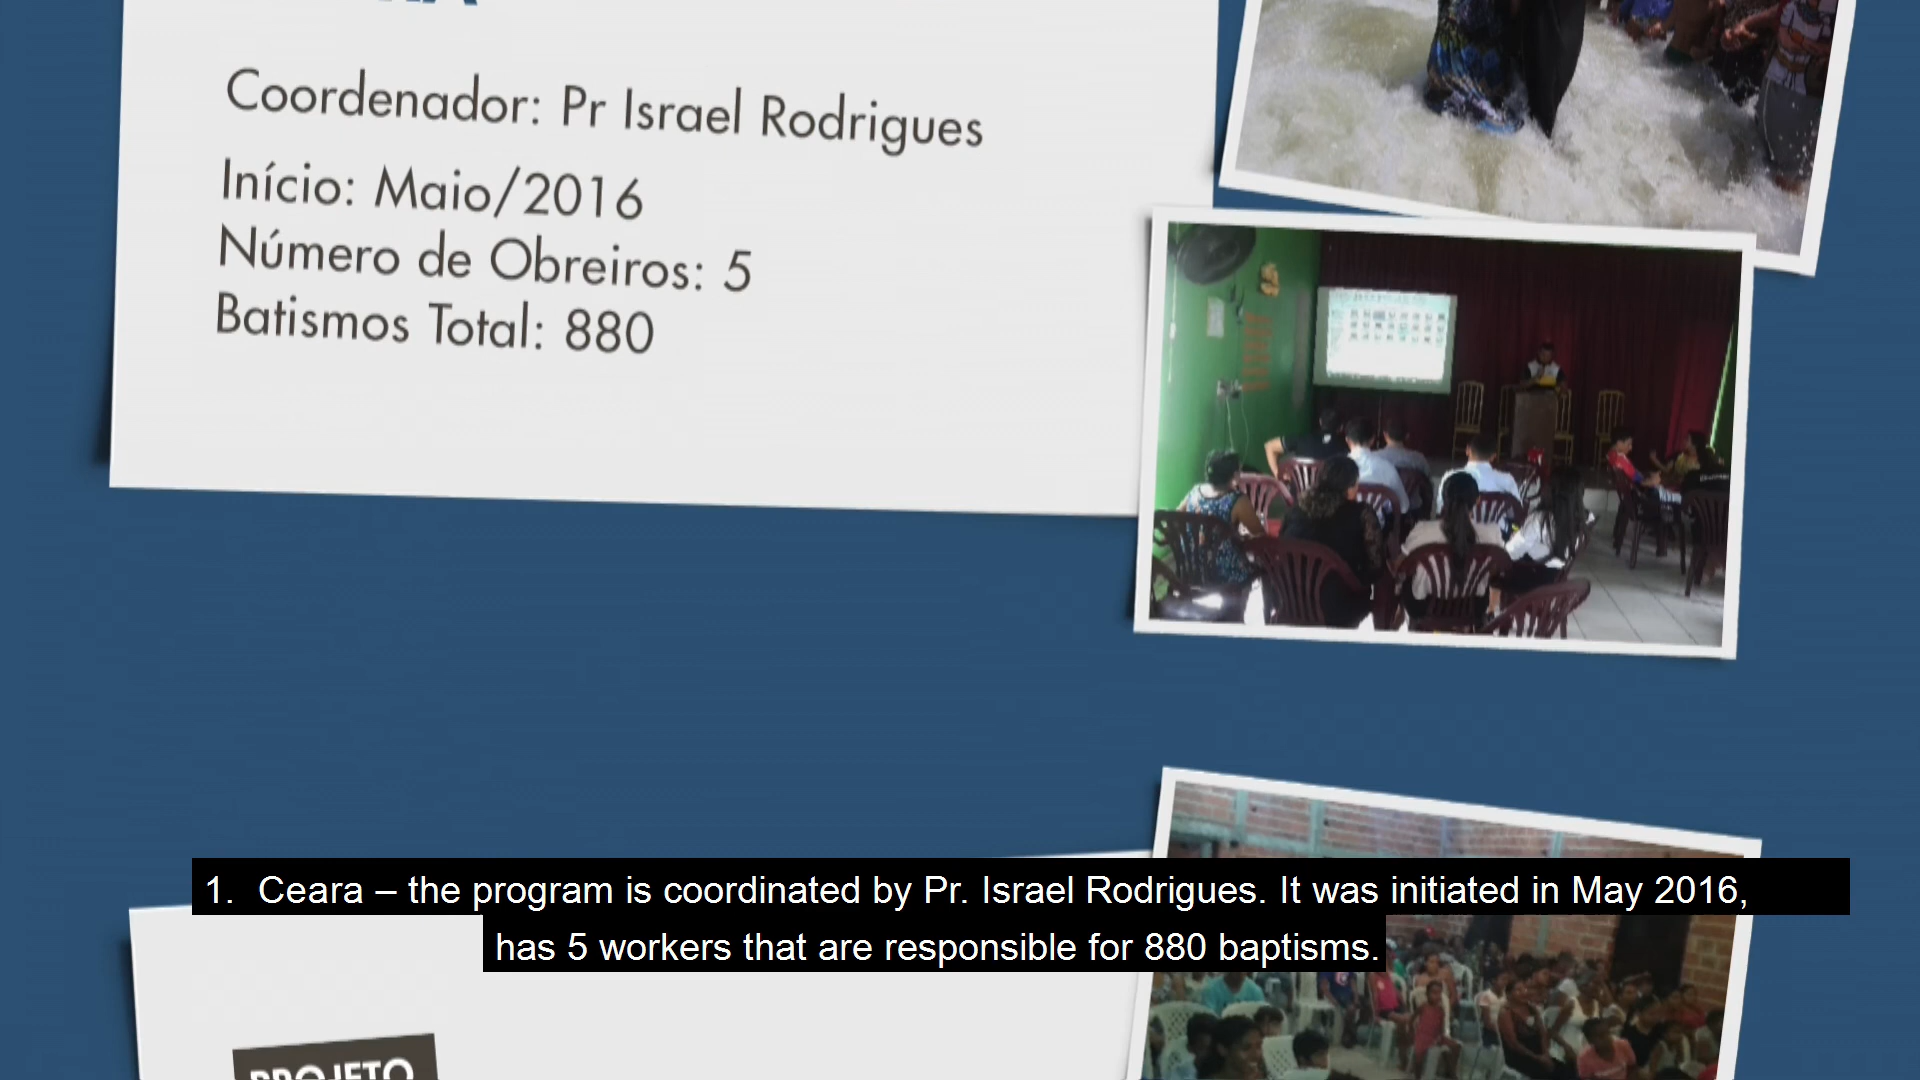 Coordenador: Pr Israel Rodrigues
Início: Maio/2016
Número de Obreiros: 5
Batismos Total: 880
1. Ceara – the program is coordinated by Pr. Israel Rodrigues. It was initiated in May 2016,
has 5 workers that are responsible for 880 baptisms.
PROJETO